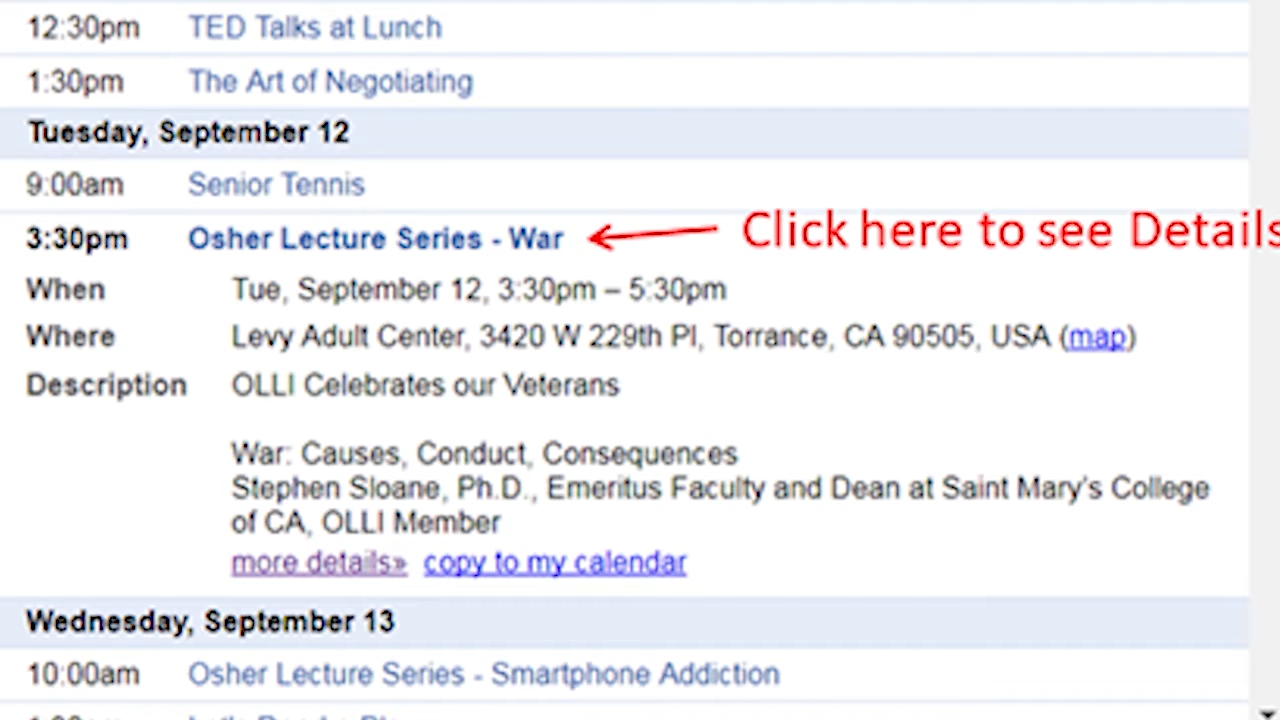 12:30pm TED Talks at Lunch
1:30pm The Art of Negotiating
Tuesday, September 12
9:00am Senior Tennis
3:30pm Osher Lecture Series - War Click here to see Details
When Tue, September 12, 3:30pm – 5:30pm
Where Levy Adult Center, 3420 W 229th Pl, Torrance, CA 90505, USA (map)
Description OLLI Celebrates our Veterans
War: Causes, Conduct, Consequences
Stephen Sloane, Ph.D., Emeritus Faculty and Dean at Saint Mary's College
of CA, OLLI Member
more details» copy to my calendar
Wednesday, September 13
10:00am Osher Lecture Series - Smartphone Addiction